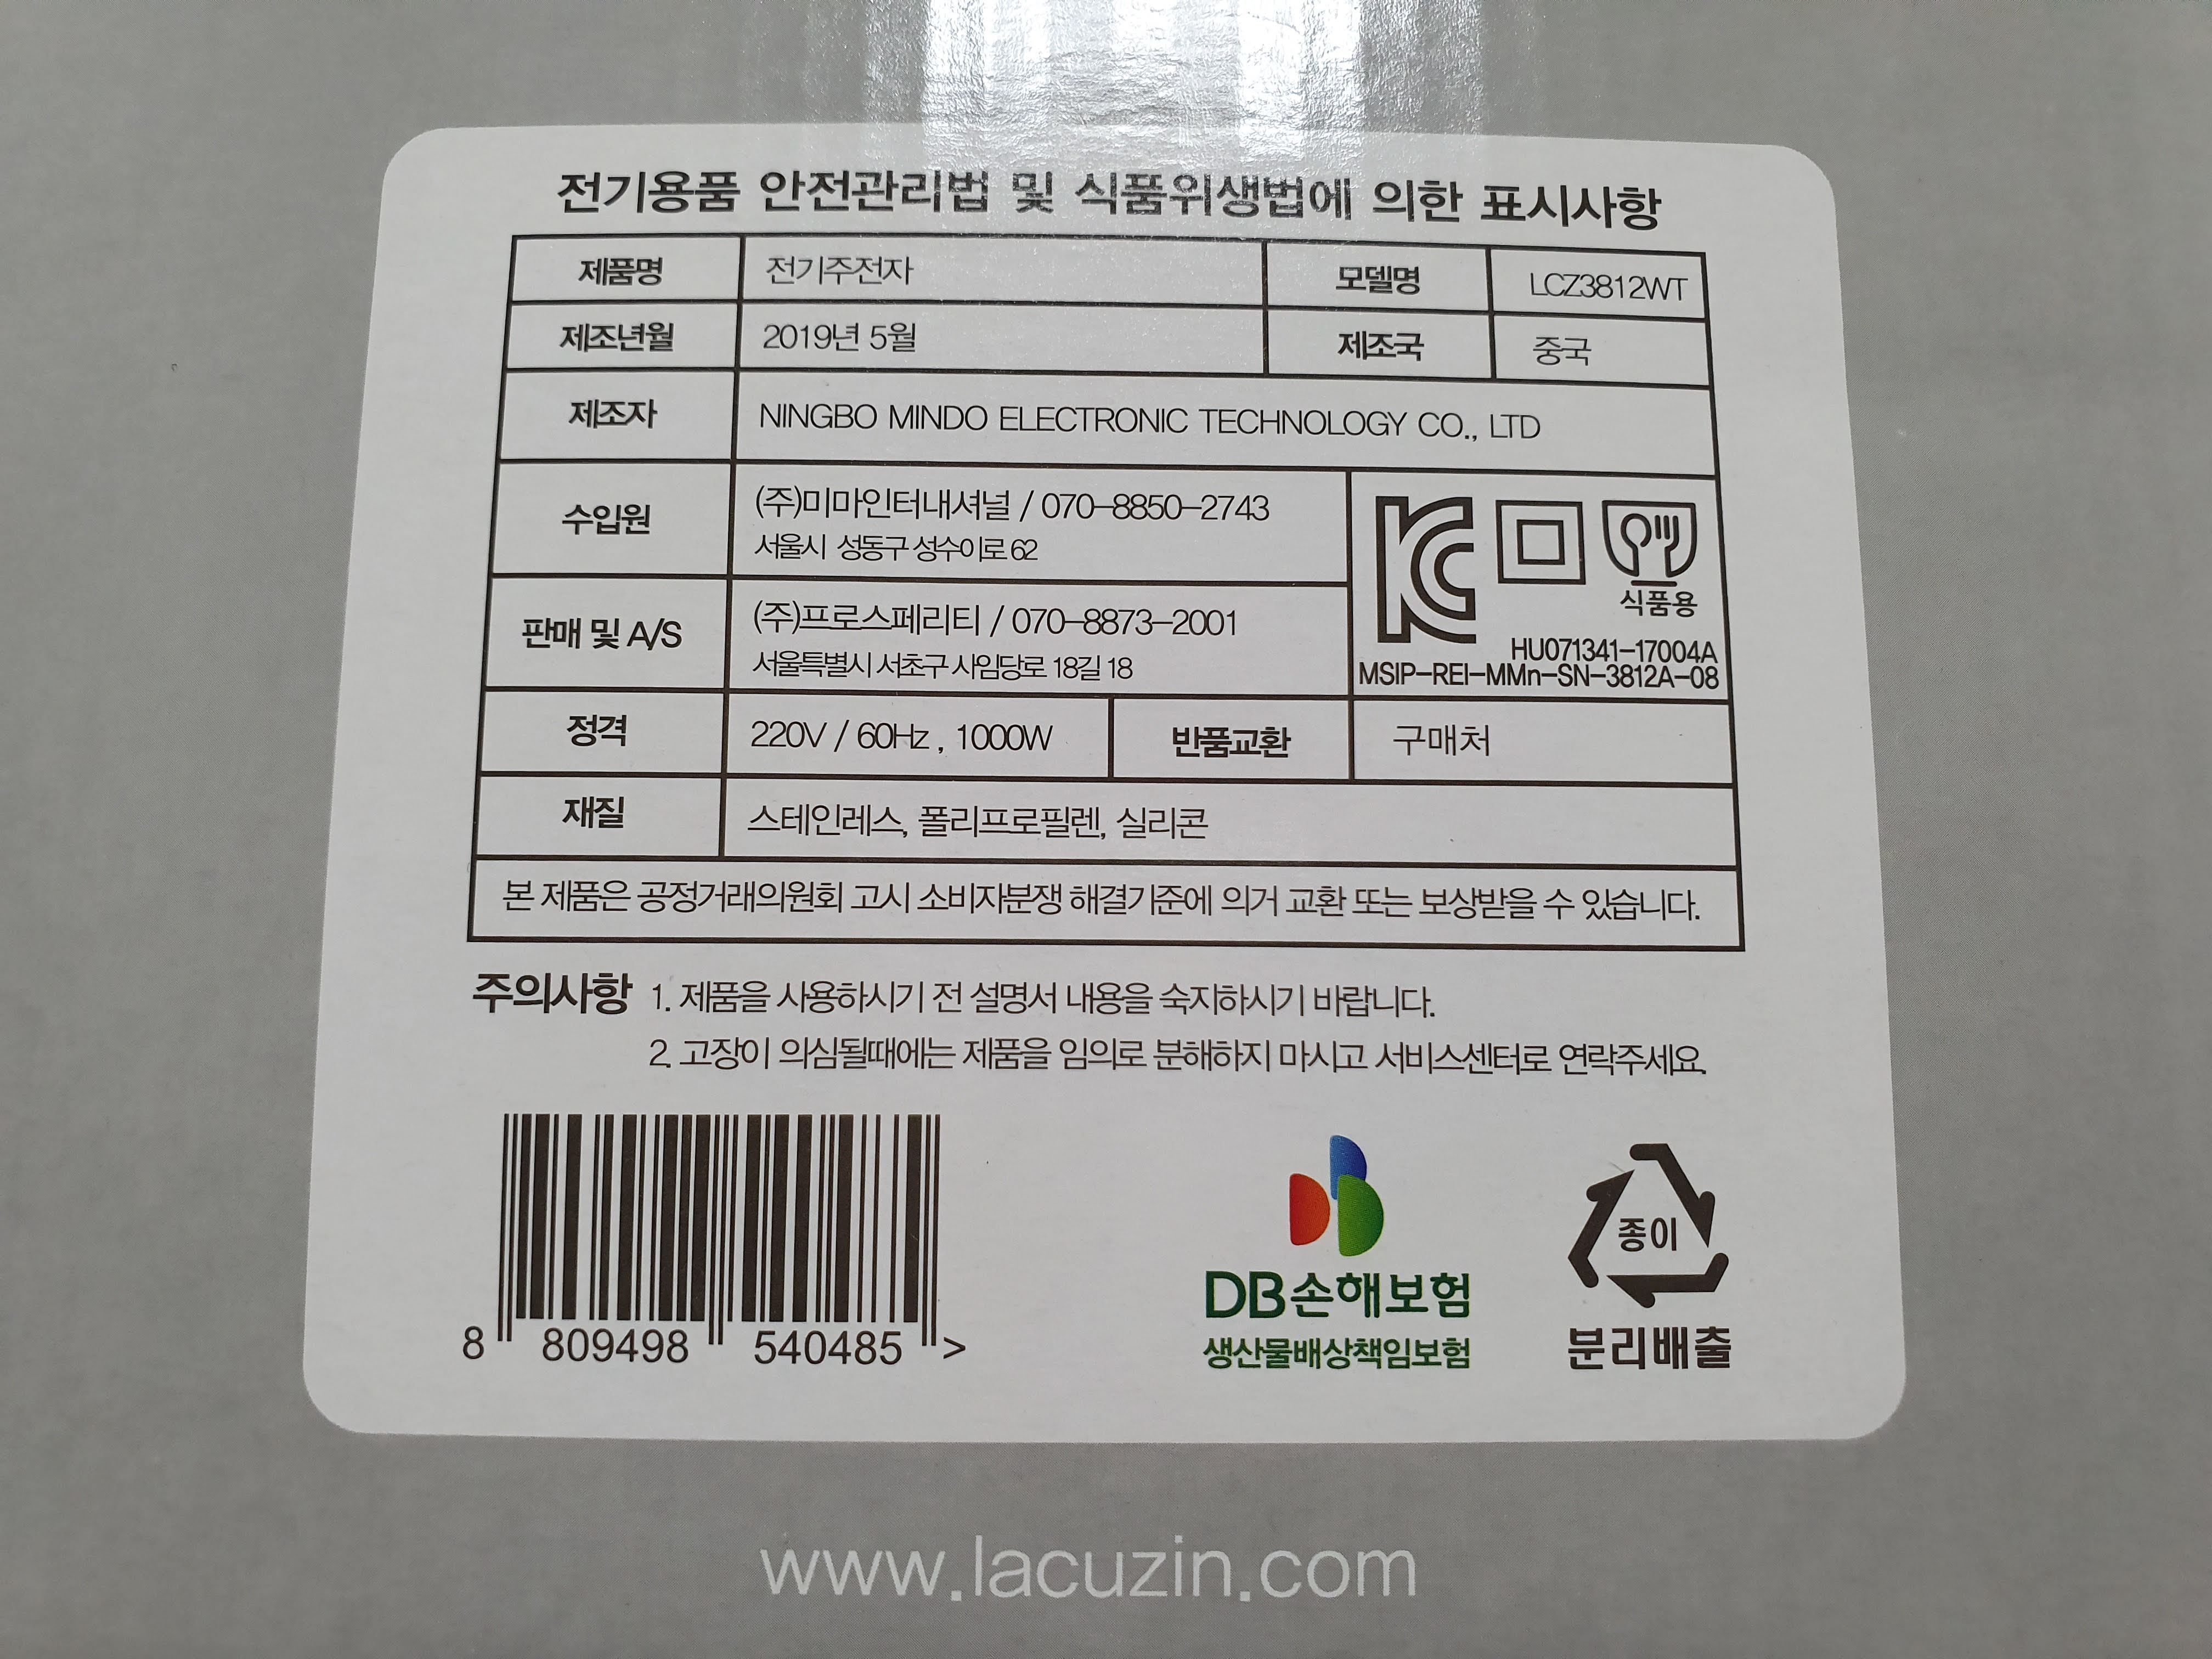 전기용품 안전관리법 및 식품위생법에 의한 표시사항
제품명 전기주전자 모델명 LCZ3812WT
제조년월 2019년 5월 제조국 중국
제조자 NINGBO MINDO ELECTRONIC TECHNOLOGY CO., LTD
수입원 (주)미마인터내셔널 / 070-8850-2743
서울시 성동구 성수이로 62
식품용
판매 및 A/S (주)프로스페리티 / 070-8873-2001
서울특별시 서초구 사임당로 18길 18
HU071341-17004A
MSIP-REI-MMn-SN-3812A-08
정격 220V / 60Hz , 1000W 반품교환 구매처
재질 스테인레스, 폴리프로필렌, 실리콘
본 제품은 공정거래의원회 고시 소비자분쟁 해결기준에 의거 교환 또는 보상받을 수 있습니다.
주의사항 1. 제품을 사용하시기 전 설명서 내용을 숙지하시기 바랍니다.
2. 고장이 의심될때에는 제품을 임의로 분해하지 마시고 서비스센터로 연락주세요.
종이
DB손해보험
생산물배상책임보험
분리배출
8 809498 540485 >
www.lacuzin.com